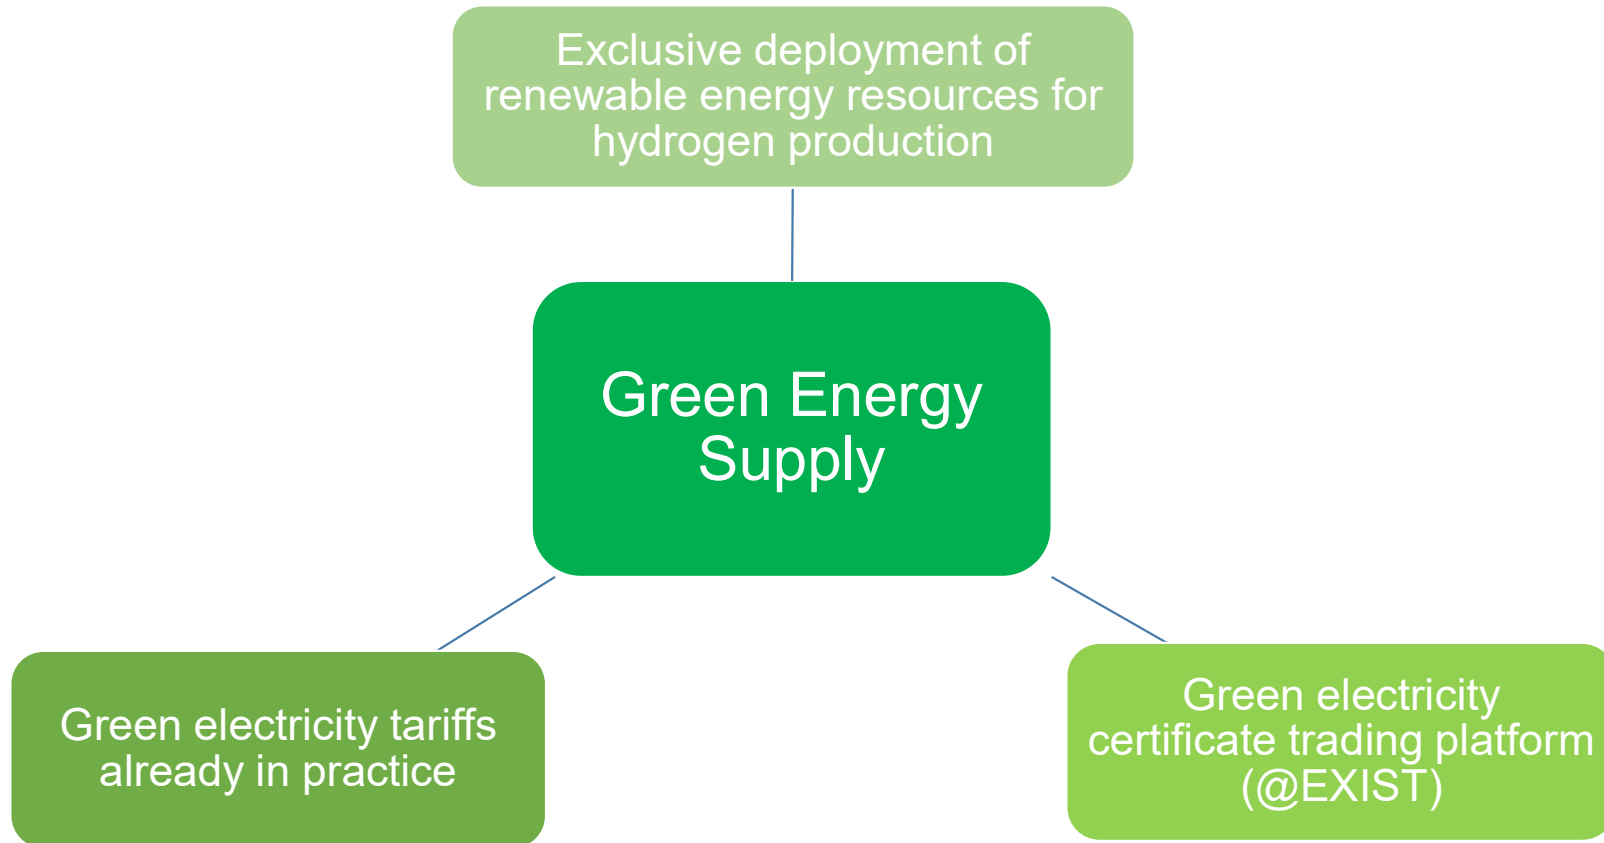 Exclusive deployment of
renewable energy resources for
hydrogen production
Green Energy
Supply
Green electricity tariffs
already in practice
Green electricity
certificate trading platform
(@EXIST)